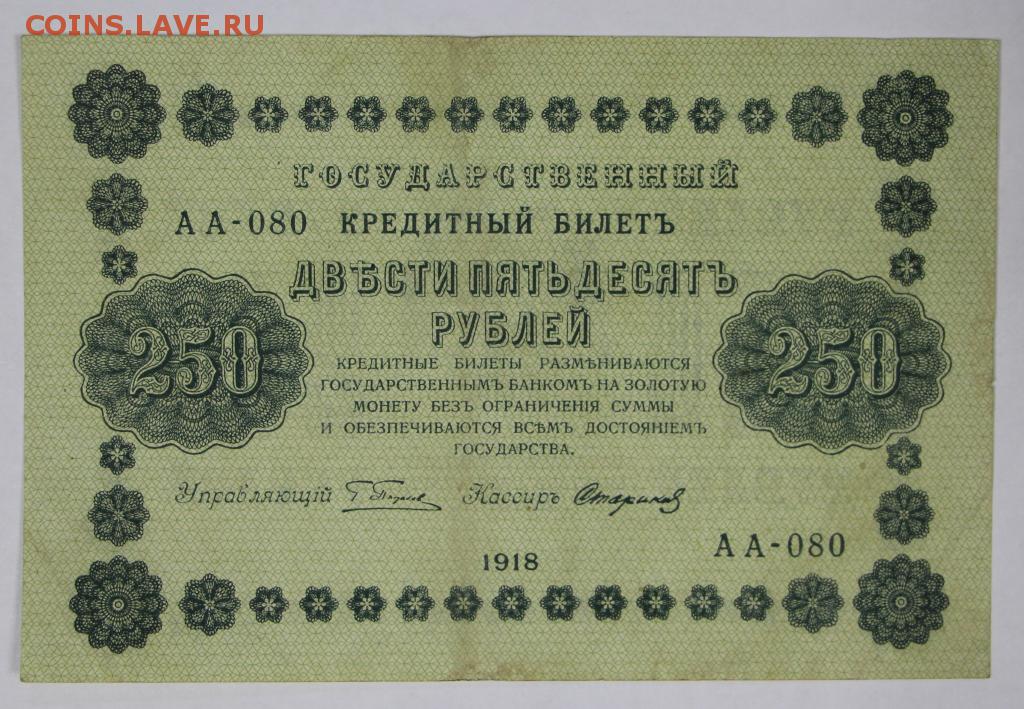 COINS.LAVE.RU
ГОСУДАРСТВЕННЫЙ
АА-080 КРЕДИТНЫЙ БИЛЕТЪ
ДВѢСТИ ПЯТЬДЕСЯТЪ
РУБЛЕЙ
250
250
КРЕДИТНЫЕ БИЛЕТЫ РАЗМѢНИВАЮТСЯ
ГОСУДАРСТВЕННЫМЪ БАНКОМЪ НА ЗОЛОТУЮ
МОНЕТУ БЕЗЪ ОГРАНИЧЕНІЯ СУММЫ
И ОБЕЗПЕЧИВАЮТСЯ ВСѢМЪ ДОСТОЯНІЕМЪ
ГОСУДАРСТВА.
Управляющій Кассиръ Стариков
1918
АА-080